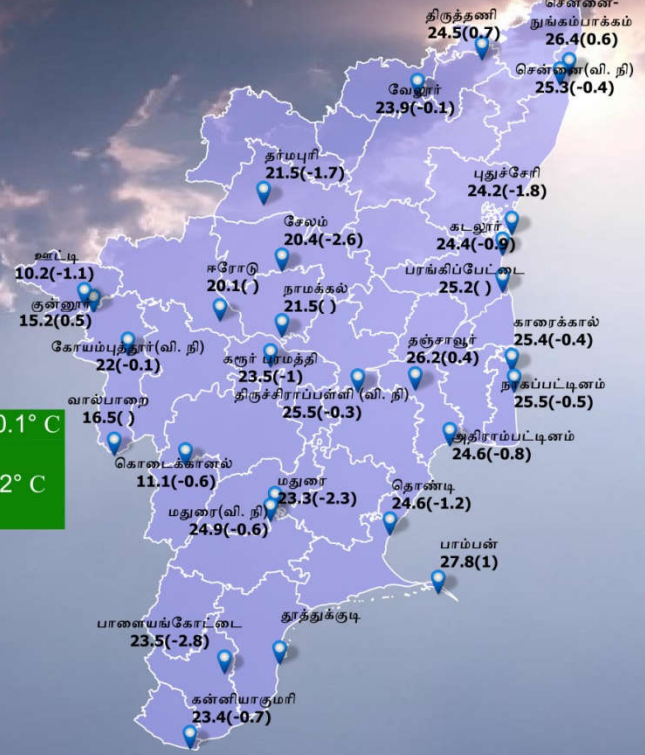 சென்னை-
நுங்கம்பாக்கம்
26.4(0.6)
திருத்தணி
24.5(0.7)
சென்னை(வி. நி)
25.3(-0.4)
வேலூர்
23.9(-0.1)
தர்மபுரி
21.5(-1.7)
புதுச்சேரி
24.2(-1.8)
சேலம்
20.4(-2.6)
கடலூர்
24.4(-0.9)
ஊட்டி
10.2(-1.1)
ஈரோடு
20.1( )
பரங்கிப்பேட்டை
25.2( )
குன்னூர்
15.2(0.5)
நாமக்கல்
21.5( )
காரைக்கால்
25.4(-0.4)
கோயம்புத்தூர்(வி. நி)
22(-0.1)
கரூர் பரமத்தி
23.5(-1)
தஞ்சாவூர்
26.2(0.4)
நாகப்பட்டினம்
25.5(-0.5)
திருச்சிராப்பள்ளி (வி. நி)
25.5(-0.3)
வால்பாறை
16.5( )
0.1° C
2° C
அதிராம்பட்டினம்
24.6(-0.8)
கொடைக்கானல்
11.1(-0.6)
மதுரை
23.3(-2.3)
தொண்டி
24.6(-1.2)
மதுரை(வி. நி)
24.9(-0.6)
பாம்பன்
27.8(1)
பாளையங்கோட்டை
23.5(-2.8)
தூத்துக்குடி
கன்னியாகுமரி
23.4(-0.7)